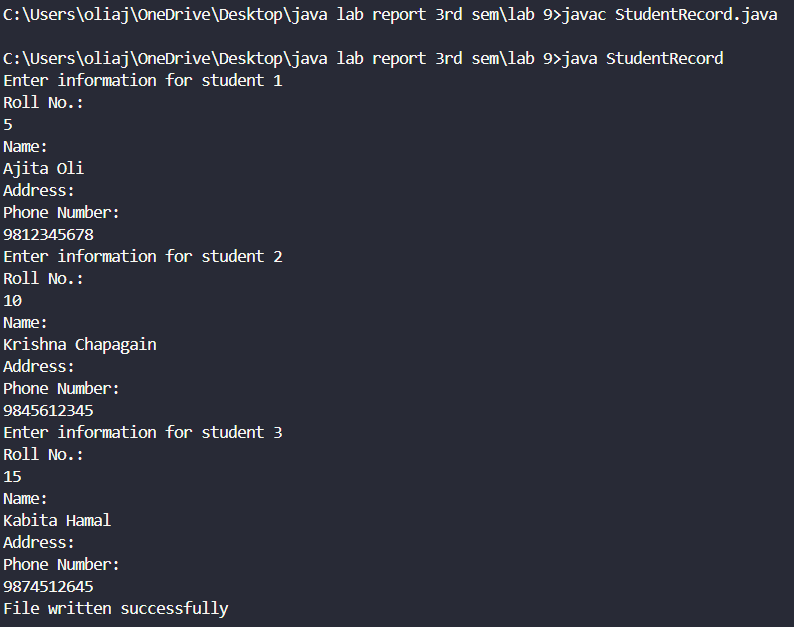 C:\Users\oliaj\OneDrive\Desktop\java lab report 3rd sem\lab 9>javac StudentRecord.java
C:\Users\oliaj\OneDrive\Desktop\java lab report 3rd sem\lab 9>java StudentRecord
Enter information for student 1
Roll No.:
5
Name:
Ajita Oli
Address:
Phone Number:
9812345678
Enter information for student 2
Roll No.:
10
Name:
Krishna Chapagain
Address:
Phone Number:
9845612345
Enter information for student 3
Roll No.:
15
Name:
Kabita Hamal
Address:
Phone Number:
9874512645
File written successfully